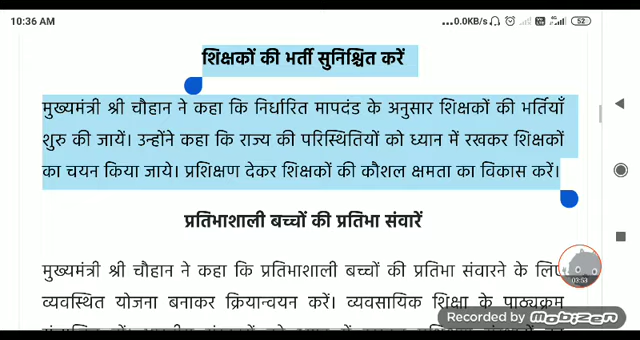 10:36 AM ...0.0KB/s 4G 52
शिक्षकों की भर्ती सुनिश्चित करें
मुख्यमंत्री श्री चौहान ने कहा कि निर्धारित मापदंड के अनुसार शिक्षकों की भर्तियाँ
शुरु की जायें। उन्होंने कहा कि राज्य की परिस्थितियों को ध्यान में रखकर शिक्षकों
का चयन किया जाये। प्रशिक्षण देकर शिक्षकों की कौशल क्षमता का विकास करें।
प्रतिभाशाली बच्चों की प्रतिभा संवारें
मुख्यमंत्री श्री चौहान ने कहा कि प्रतिभाशाली बच्चों की प्रतिभा संवारने के लिए
व्यवस्थित योजना बनाकर क्रियान्वयन करें। व्यवसायिक शिक्षा के पाठ्यक्रम
Recorded by Mobizen